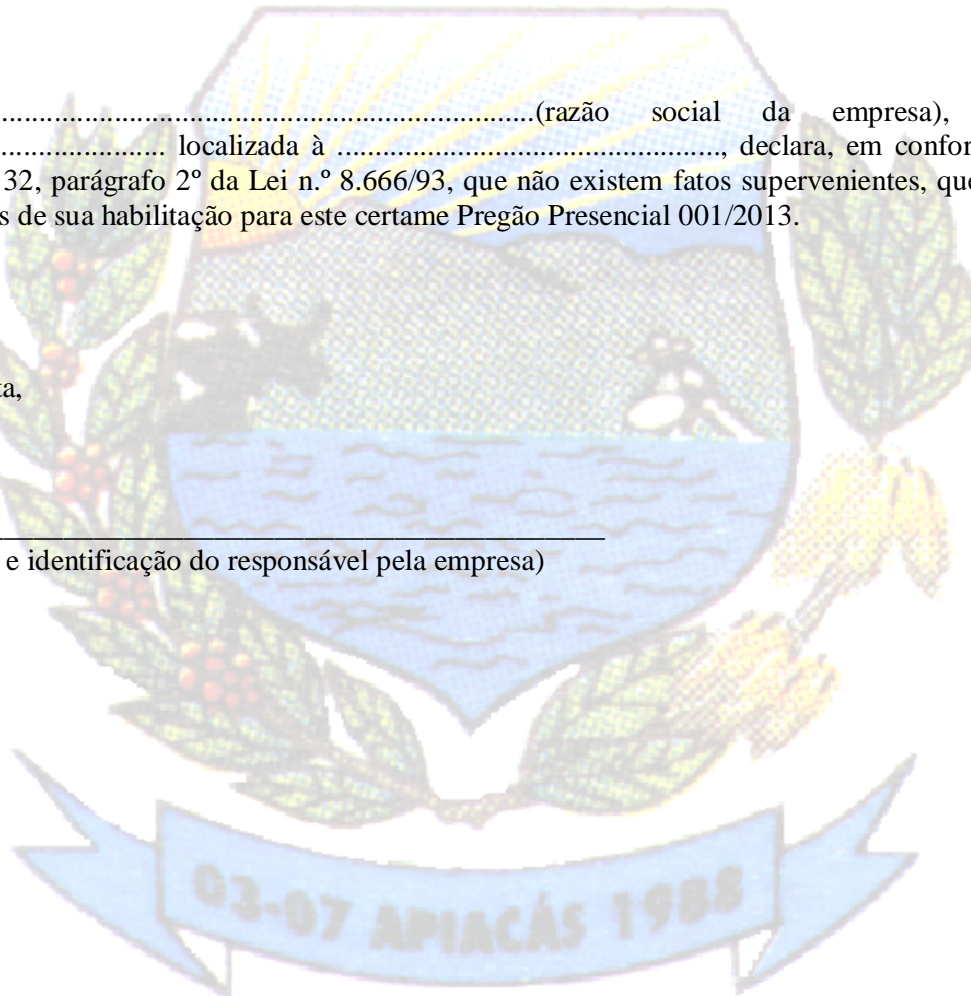 ...........................................................................(razão social da empresa),
....................... localizada à ...................................................., declara, em confor
32, parágrafo 2º da Lei n.º 8.666/93, que não existem fatos supervenientes, que
s de sua habilitação para este certame Pregão Presencial 001/2013.
ta,
__________________________________________
e identificação do responsável pela empresa)
03-07 APIACÁS 1988